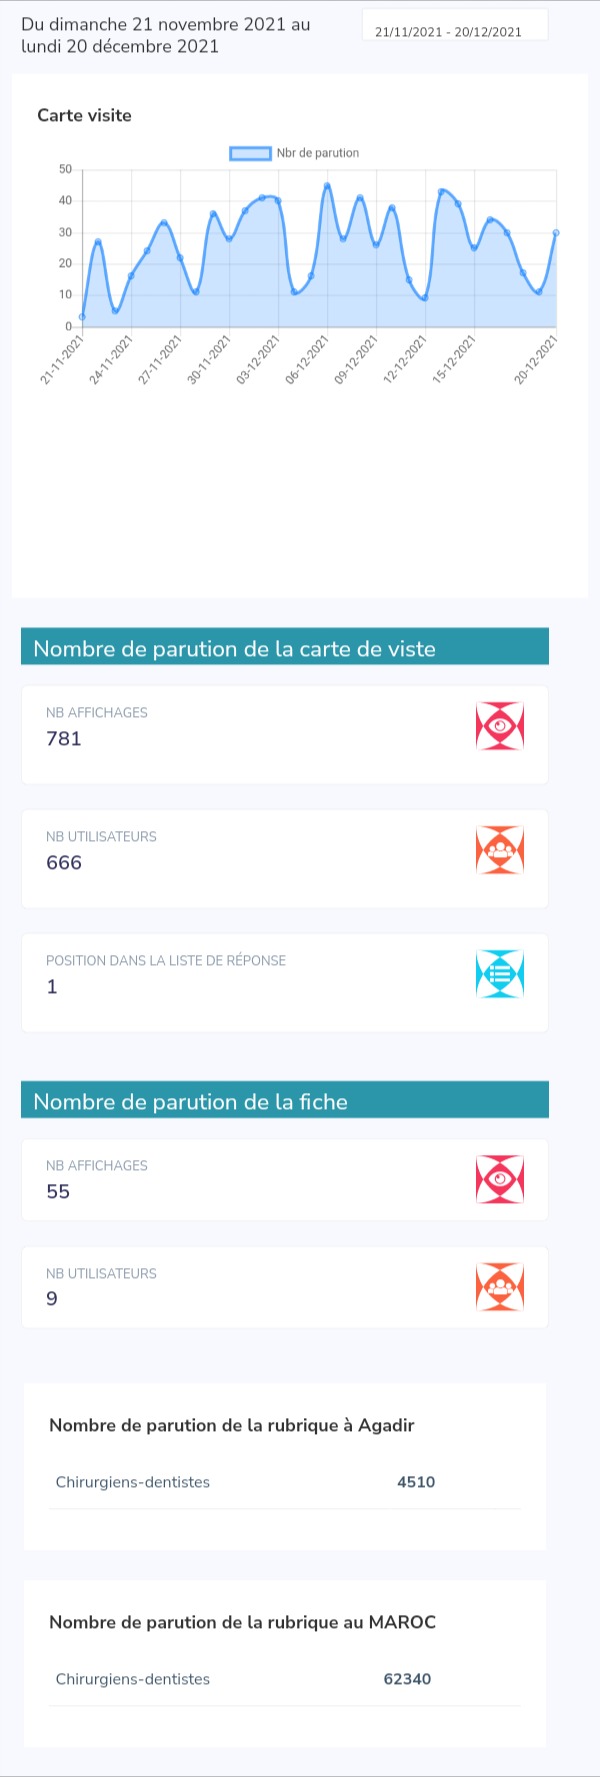 Du dimanche 21 novembre 2021 au
lundi 20 décembre 2021
21/11/2021 - 20/12/2021
Carte visite
Nbr de parution
50
40
30
20
10
0
21-11-2021
24-11-2021
27-11-2021
30-11-2021
03-12-2021
06-12-2021
09-12-2021
12-12-2021
15-12-2021
20-12-2021
Nombre de parution de la carte de viste
NB AFFICHAGES
781
NB UTILISATEURS
666
POSITION DANS LA LISTE DE RÉPONSE
1
Nombre de parution de la fiche
NB AFFICHAGES
55
NB UTILISATEURS
9
Nombre de parution de la rubrique à Agadir
Chirurgiens-dentistes 4510
Nombre de parution de la rubrique au MAROC
Chirurgiens-dentistes 62340